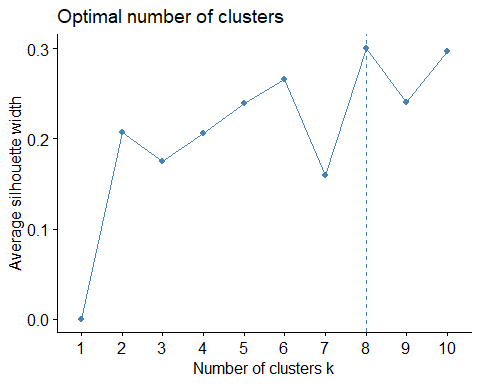 Optimal number of clusters
0.3
0.2
0.1
0.0
Average silhouette width
1 2 3 4 5 6 7 8 9 10
Number of clusters k